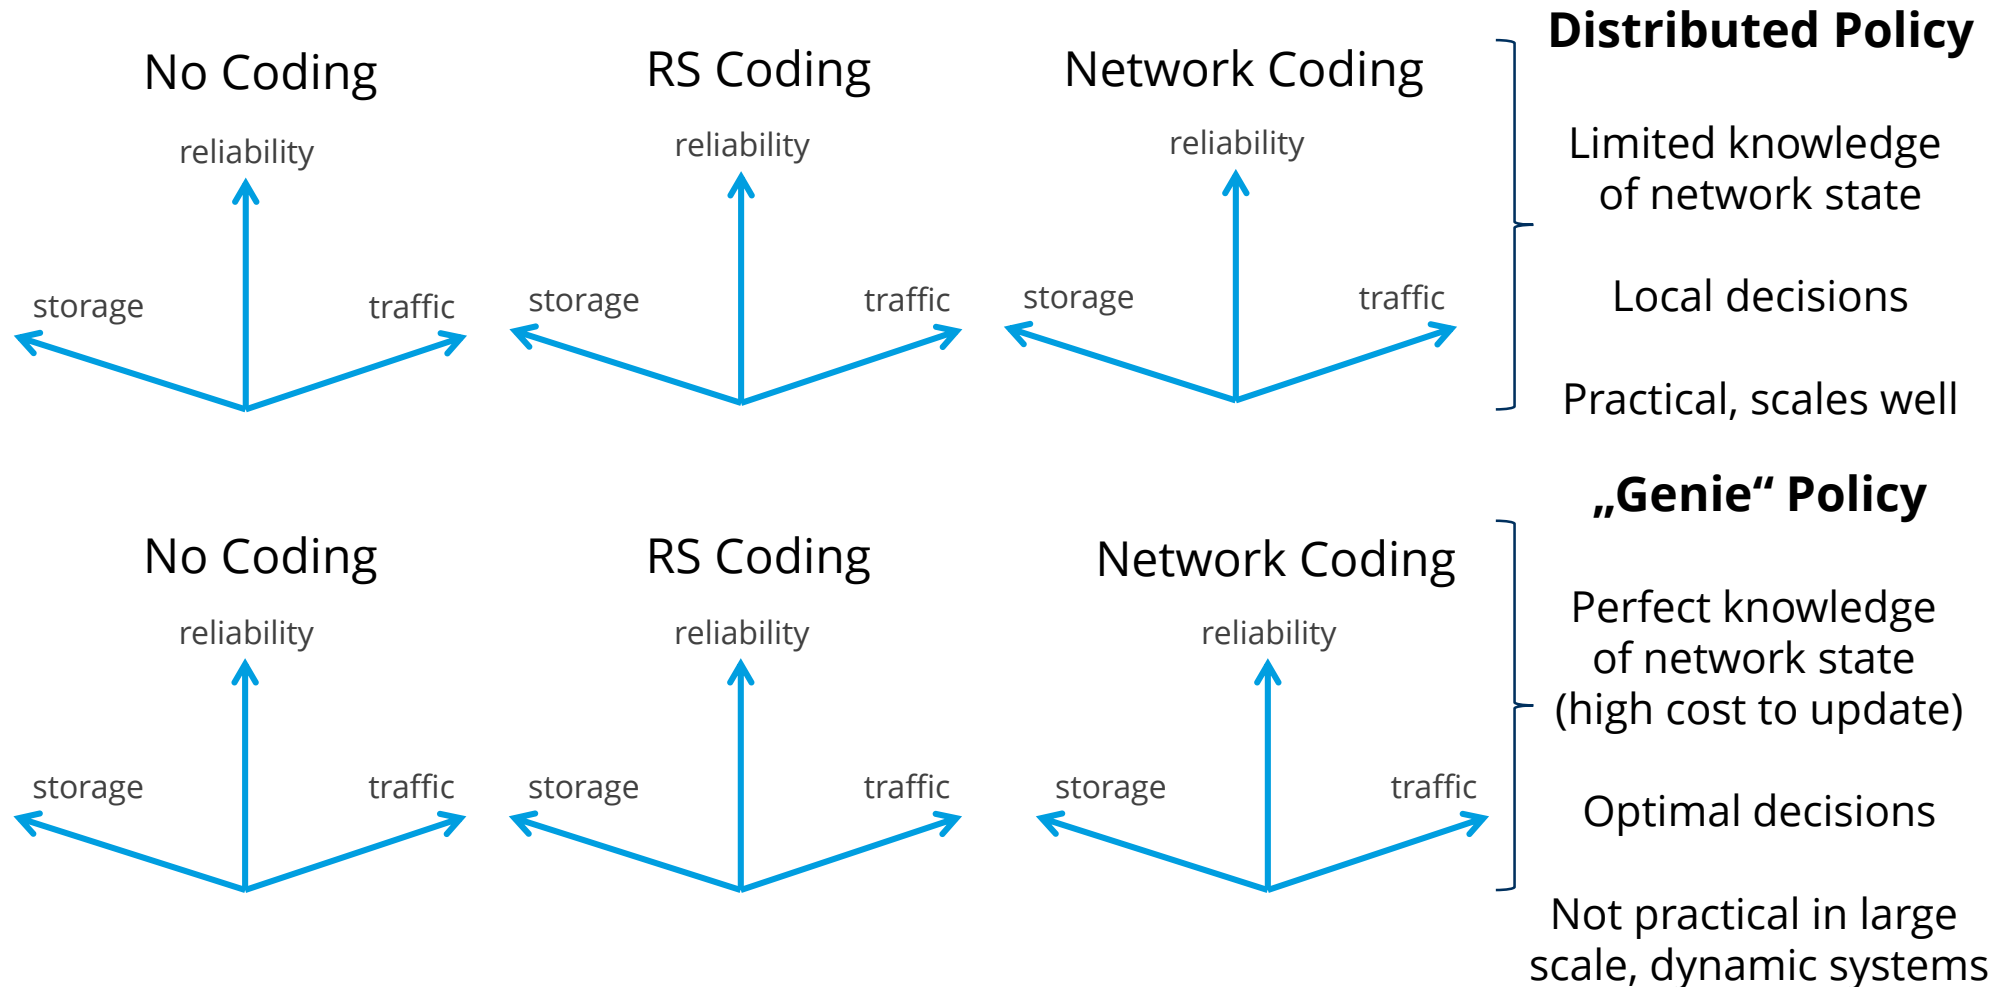 Distributed Policy
No Coding
RS Coding
Network Coding
reliability
reliability
reliability
Limited knowledge
of network state
storage
traffic
storage
traffic
storage
traffic
Local decisions
Practical, scales well
„Genie“ Policy
No Coding
RS Coding
Network Coding
reliability
reliability
reliability
Perfect knowledge
of network state
(high cost to update)
storage
traffic
storage
traffic
storage
traffic
Optimal decisions
Not practical in large
scale, dynamic systems